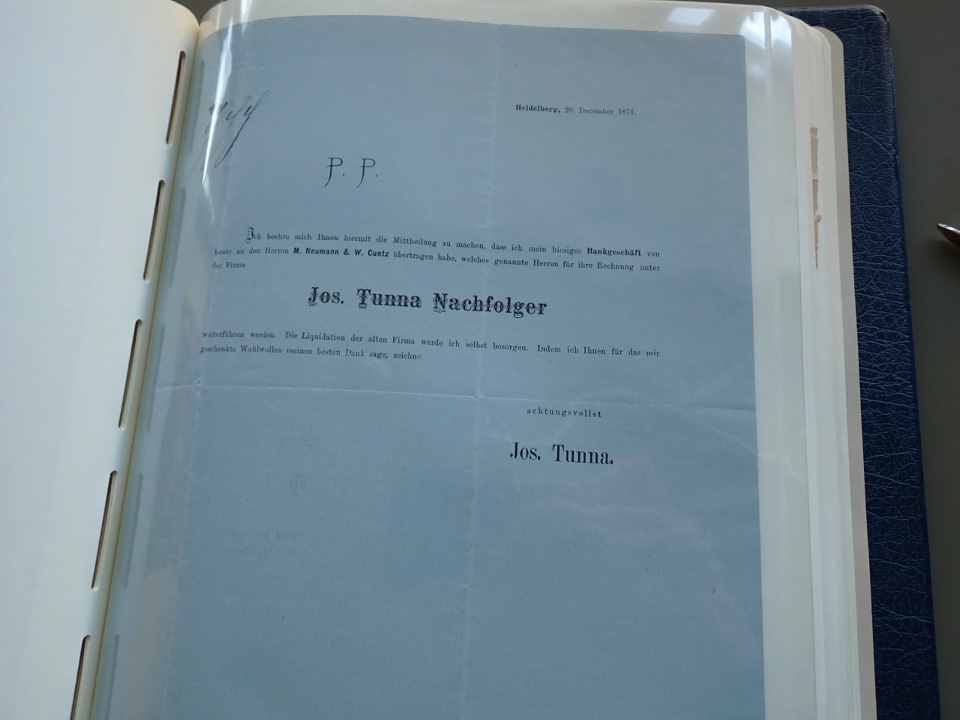 Heidelberg, 20. December 1871.
P. P.
Ich beehre mich Ihnen hiermit die Mittheilung zu machen, dass ich mein hiesiges Bankgeschäft von
heute an den Herren M. Neumann & W. Cuntz übertragen habe, welches genannte Herren für ihre Rechnung unter
der Firma
Jos. Tunna Nachfolger
weiterführen werden. Die Liquidation der alten Firma werde ich selbst besorgen. Indem ich Ihnen für das mir
geschenkte Wohlwollen meinen besten Dank sage, zeichne
achtungsvollst
Jos. Tunna.